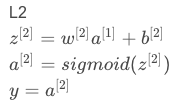 L2
z^{[2]} = w^{[2]}a^{[1]} + b^{[2]}
a^{[2]} = sigmoid(z^{[2]})
y = a^{[2]}